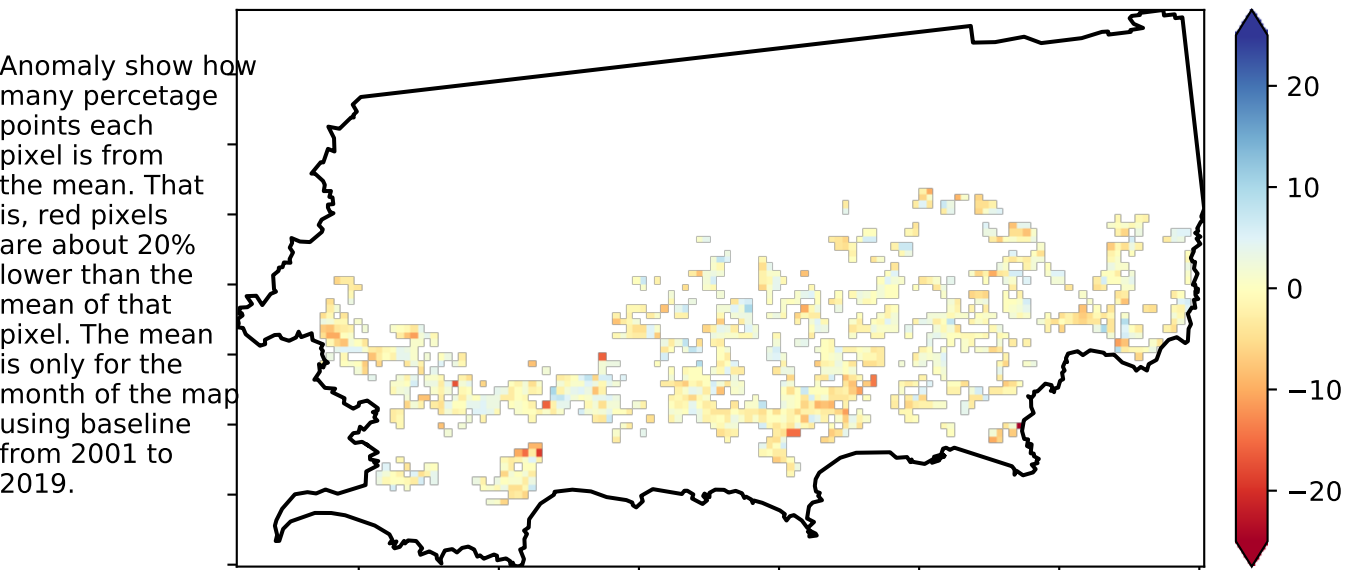 Anomaly show how
many percetage
points each
pixel is from
the mean. That
is, red pixels
are about 20%
lower than the
mean of that
pixel. The mean
is only for the
month of the map
using baseline
from 2001 to
2019.
20
10
0
−10
−20